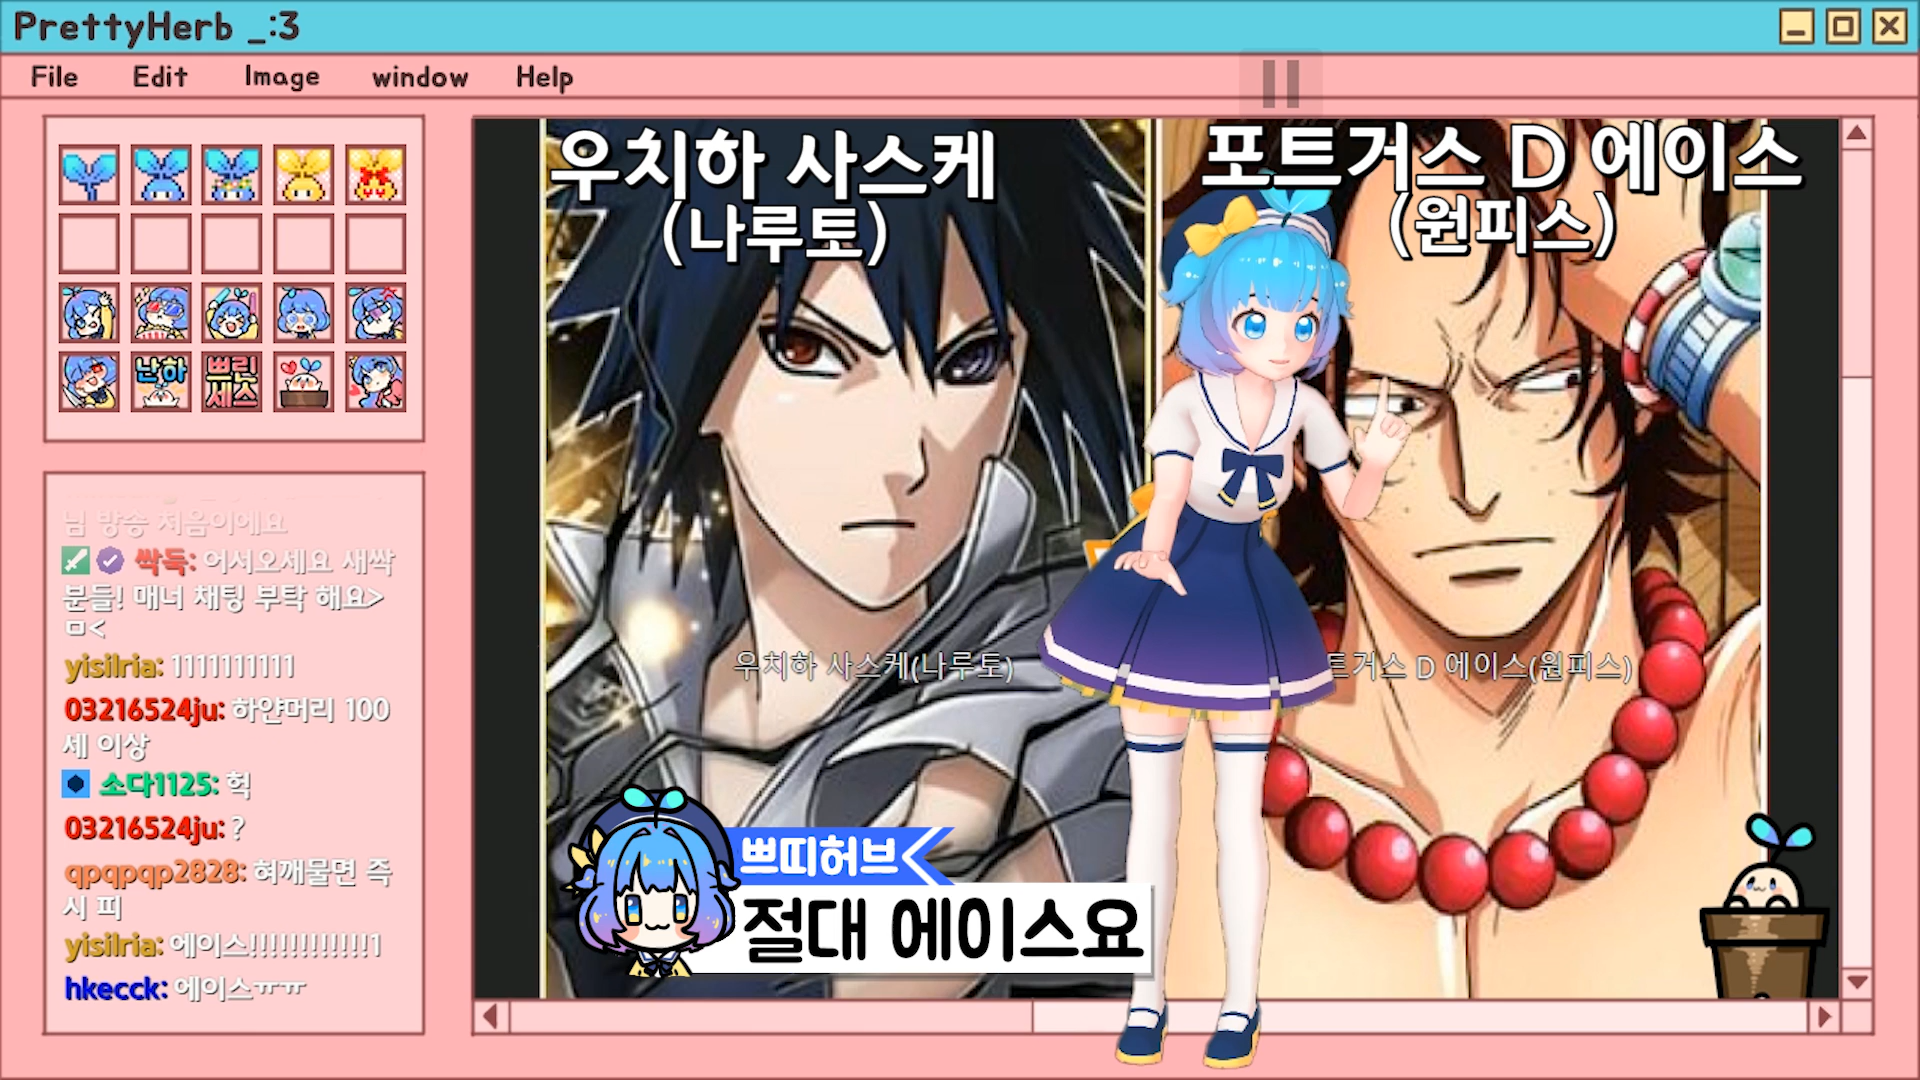 PrettyHerb _:3
File Edit Image window Help
우치하 사스케
(나루토)
포트거스 D 에이스
(원피스)
난하
쁘린
세스
님 방송 처음이에요
싹둑: 어서오세요 새싹
분들! 매너 채팅 부탁 해요>
ㅁ<
yisilria: 1111111111
03216524ju: 하얀머리 100
세 이상
소다1125: 헉
03216524ju: ?
qpqpqp2828: 혀깨물면 즉
시 피
yisilria: 에이스!!!!!!!!!!!!1
hkecck: 에이스ㅠㅠ
우치하 사스케(나루토)
트거스 D 에이스(원피스)
쁘띠허브
절대 에이스요